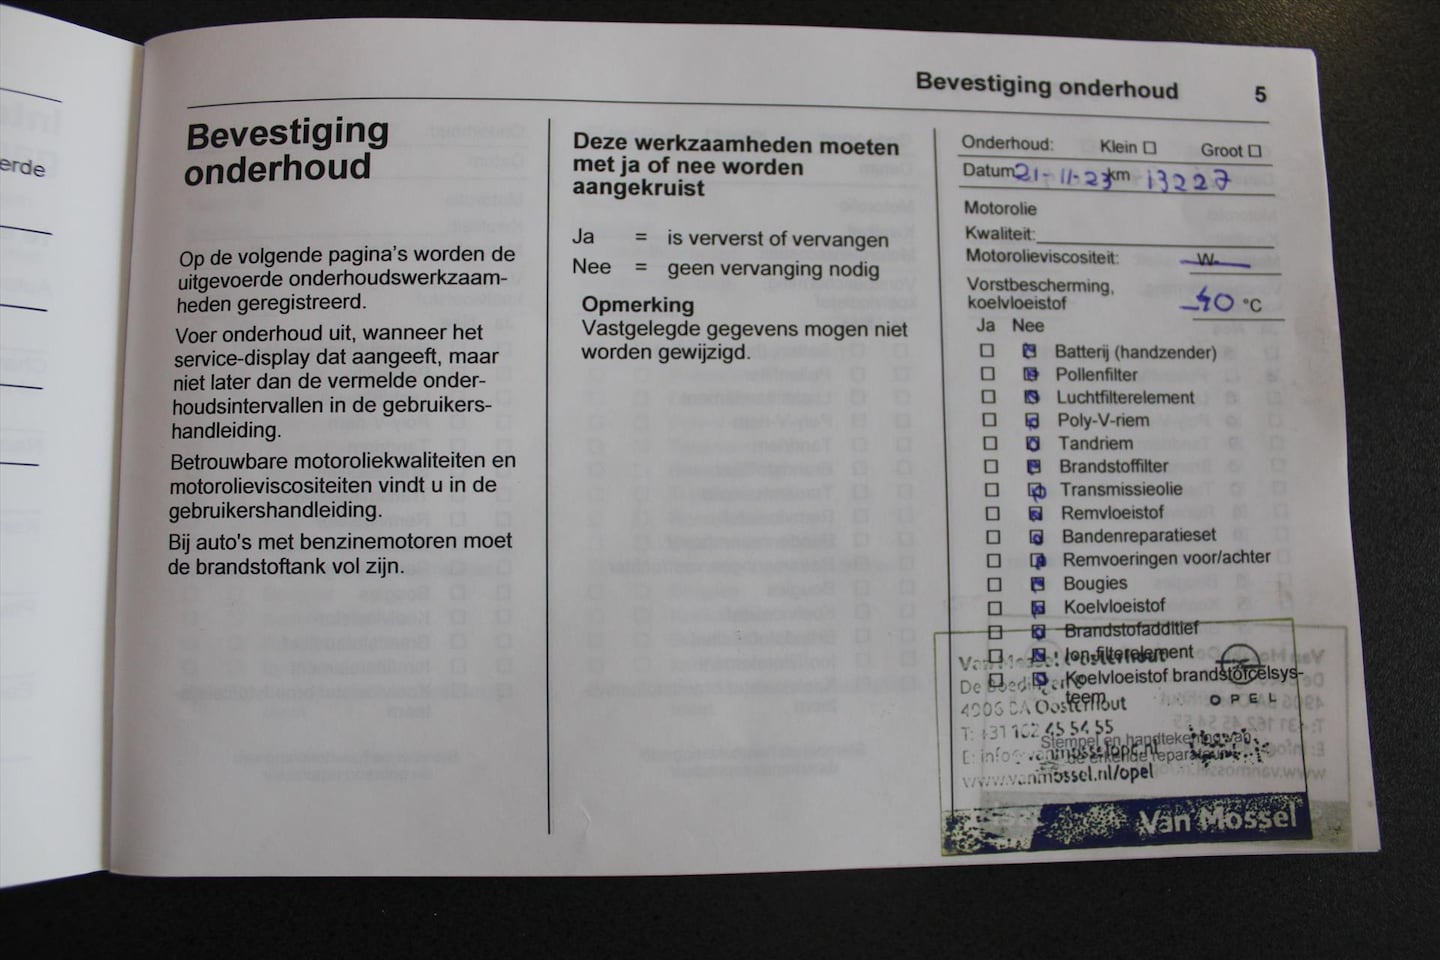 erde
Bevestiging onderhoud 5
Bevestiging
onderhoud
Op de volgende pagina's worden de
uitgevoerde onderhoudswerkzaam-
heden geregistreerd.
Voer onderhoud uit, wanneer het
service-display dat aangeeft, maar
niet later dan de vermelde onder-
houdsintervallen in de gebruikers-
handleiding.
Betrouwbare motoroliekwaliteiten en
motorolieviscositeiten vindt u in de
gebruikershandleiding.
Bij auto's met benzinemotoren moet
de brandstoftank vol zijn.
Deze werkzaamheden moeten
met ja of nee worden
aangekruist
Ja = is ververst of vervangen
Nee = geen vervanging nodig
Opmerking
Vastgelegde gegevens mogen niet
worden gewijzigd.
Onderhoud: Klein Groot
Datum 21-11-23 km 13227
Motorolie
Kwaliteit:
Motorolieviscositeit: W-
Vorstbescherming,
koelvloeistof -40 °C
Ja Nee
Batterij (handzender)
Pollenfilter
Luchtfilterelement
Poly-V-riem
Tandriem
Brandstoffilter
Transmissieolie
Remvloeistof
Bandenreparatieset
Remvoeringen voor/achter
Bougies
Koelvloeistof
Brandstofadditief
Ion-filterelement
Koelvloeistof brandstofcelsys-
teem
Stempel en handtekening van
de erkende reparateur
Van Mossel Oosterhout
4906 BA Oosterhout
T: +31 162 45 54 55
www.vanmossel.nl/opel
OPEL
Van Mossel